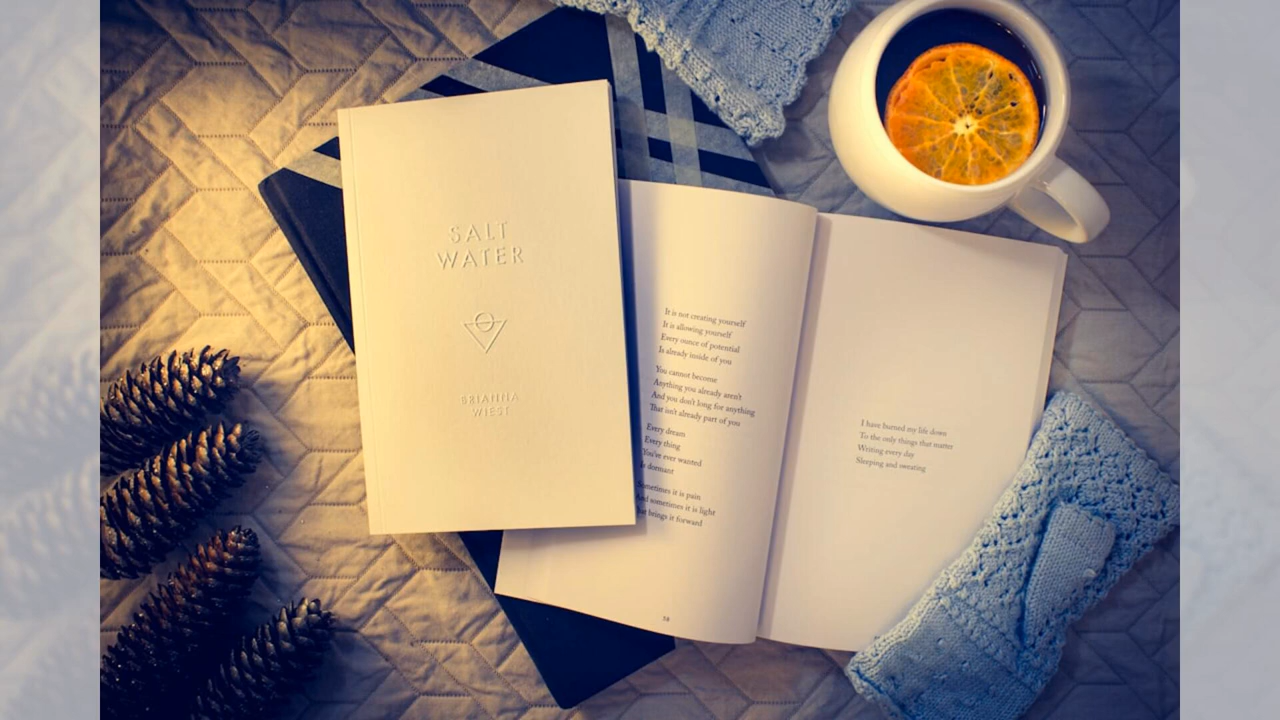 SALT
WATER
BRIANNA
WIEST
It is not creating yourself
It is allowing yourself
Every ounce of potential
Is already inside of you
You cannot become
Anything you already aren't
And you don't long for anything
That isn't already part of you
Every dream
Every thing
You've ever wanted
Is dormant
Sometimes it is pain
And sometimes it is light
That brings it forward
I have burned my life down
To the only things that matter
Writing every day
Sleeping and sweating